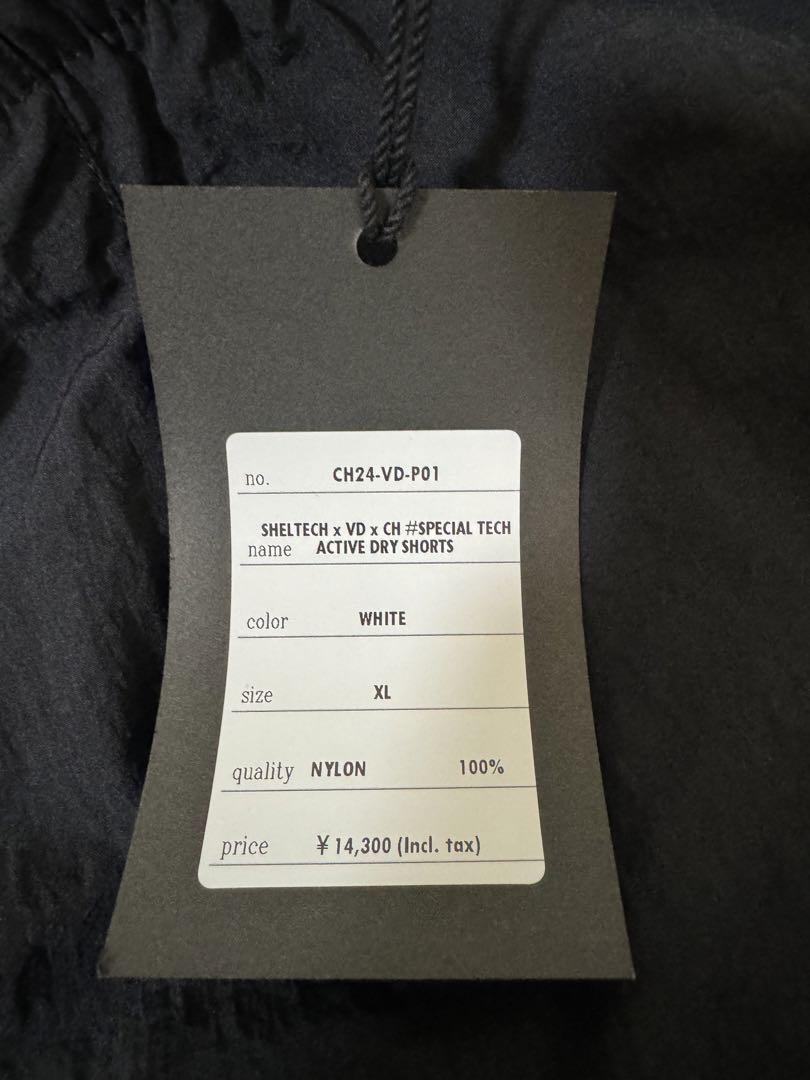 no. CH24-VD-P01
SHELTECH x VD x CH #SPECIAL TECH
name ACTIVE DRY SHORTS
color WHITE
size XL
quality NYLON 100%
price ¥ 14,300 (Incl. tax)